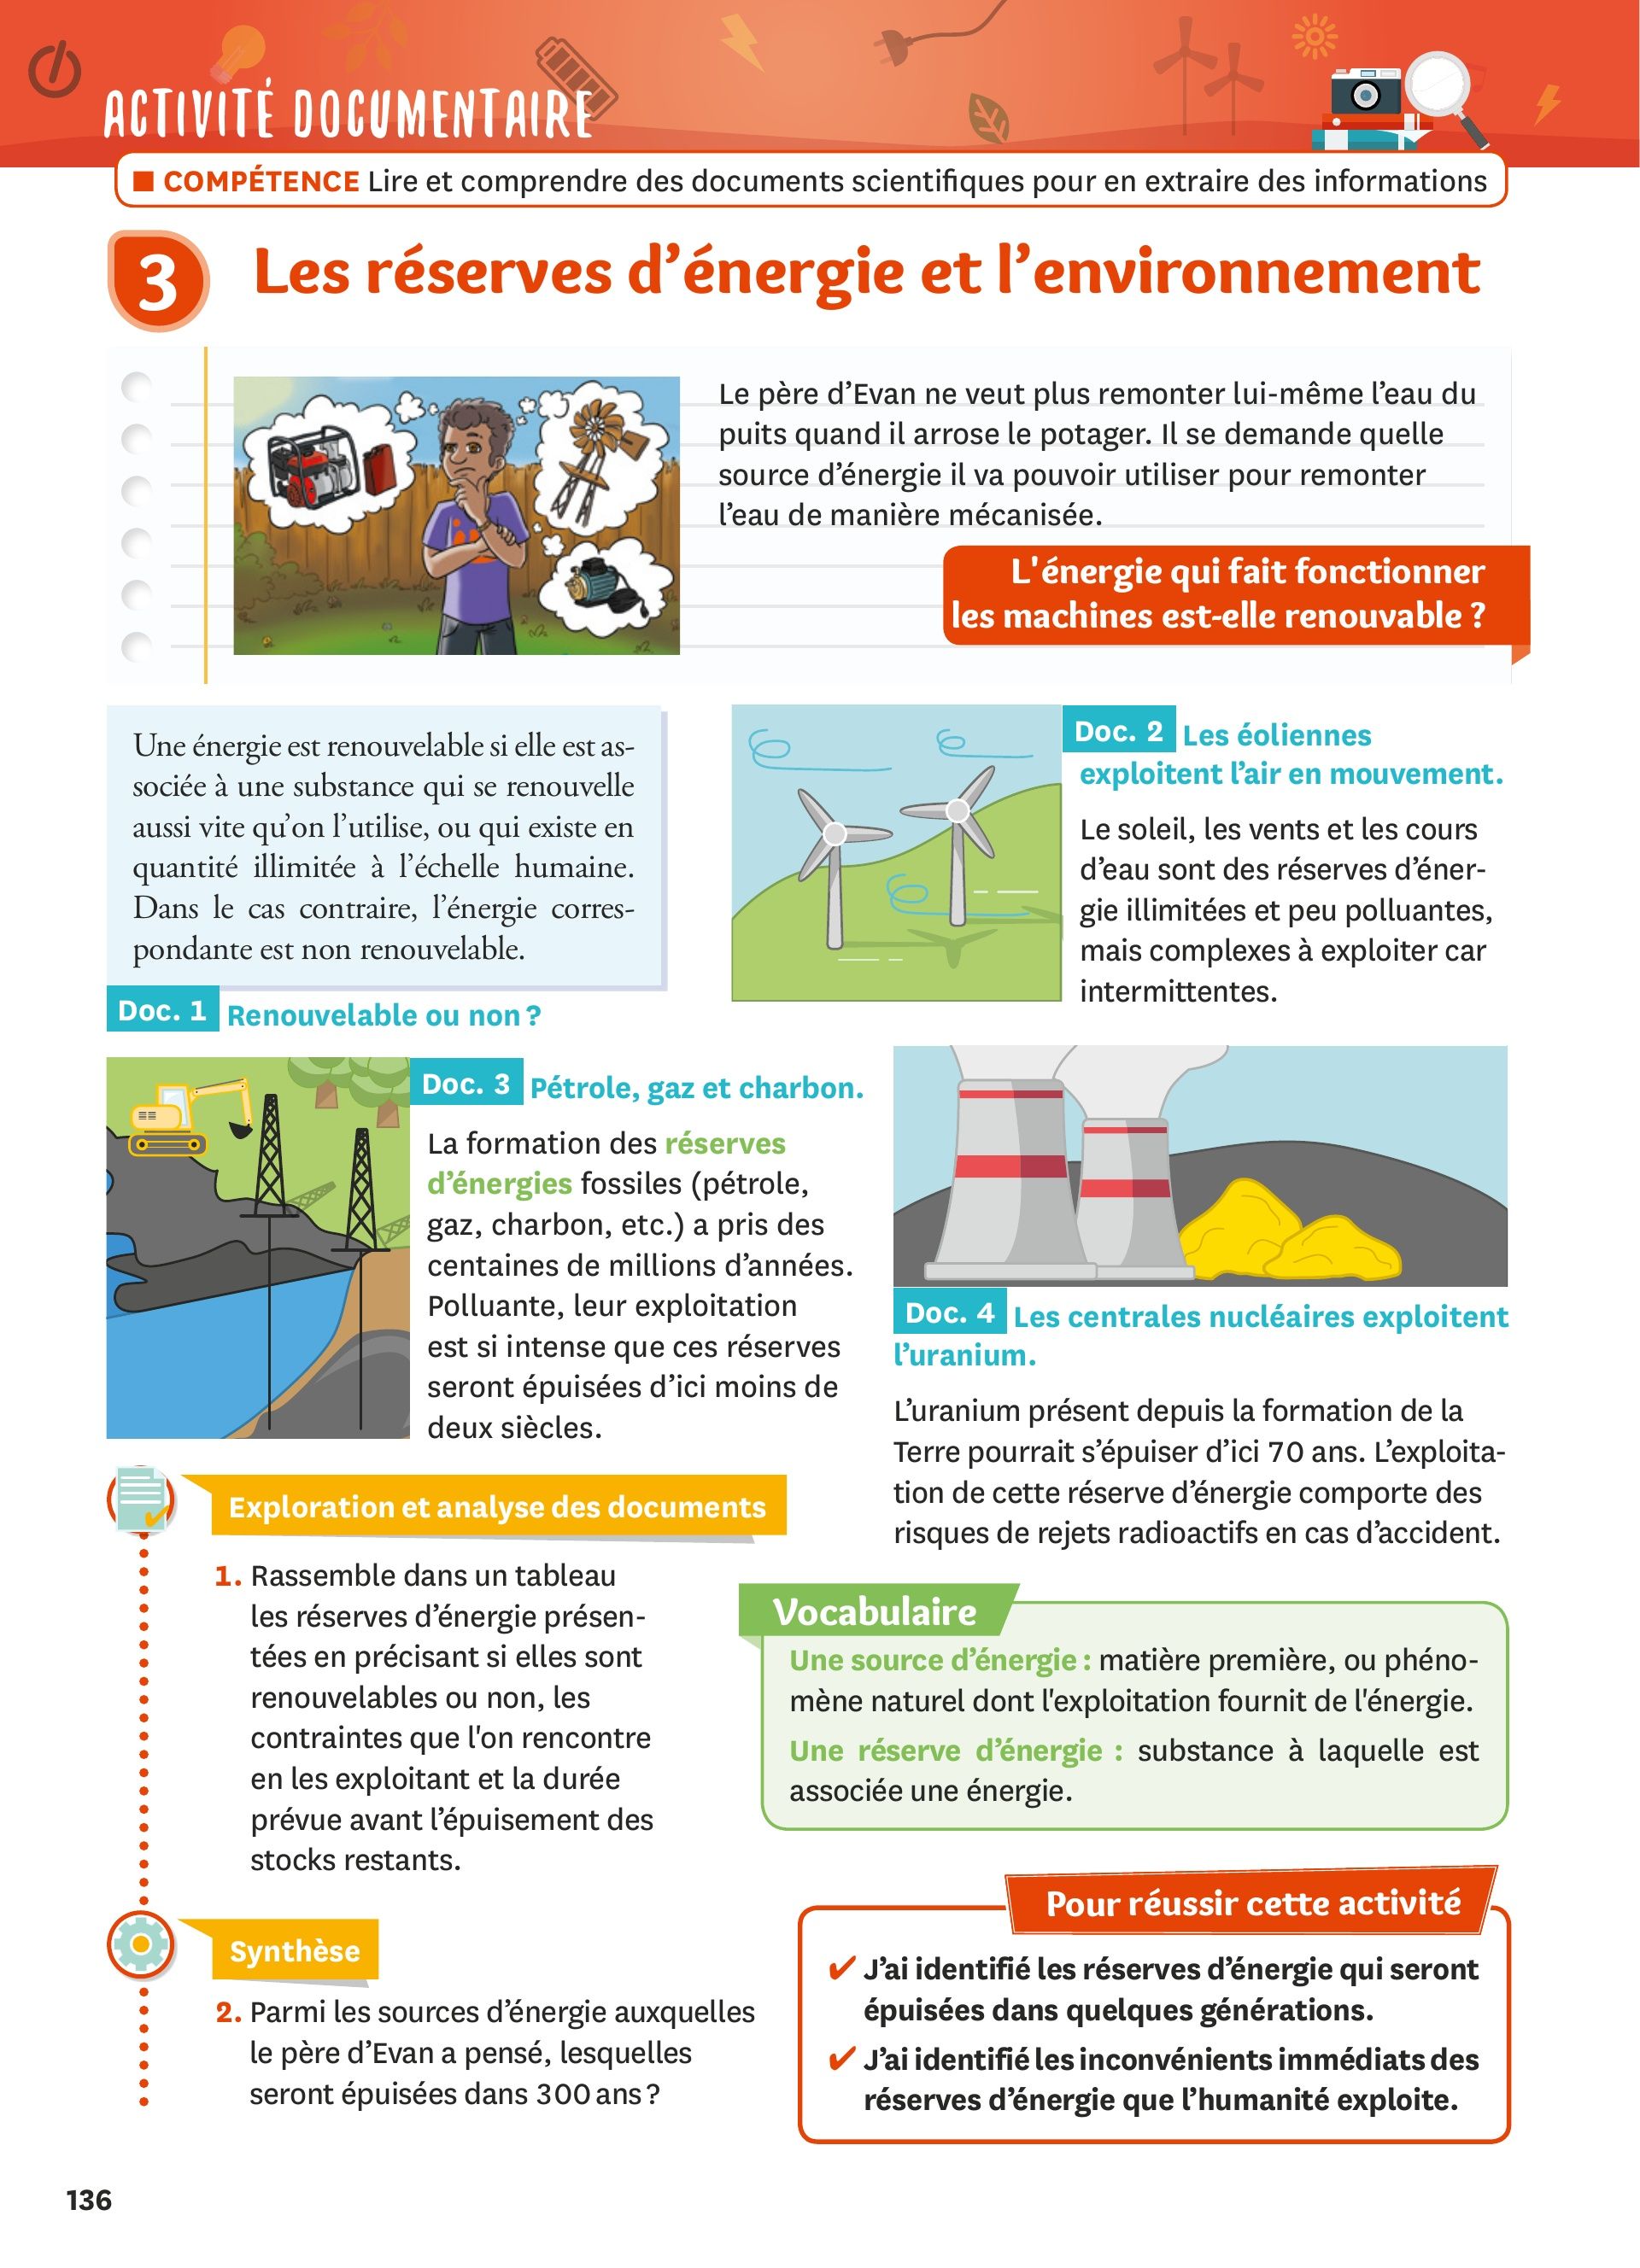 ACTIVITÉ DOCUMENTAIRE
■ COMPÉTENCE Lire et comprendre des documents scientifiques pour en extraire des informations
3 Les réserves d’énergie et l’environnement
Le père d’Evan ne veut plus remonter lui-même l’eau du
puits quand il arrose le potager. Il se demande quelle
source d’énergie il va pouvoir utiliser pour remonter
l’eau de manière mécanisée.
L'énergie qui fait fonctionner
les machines est-elle renouvable ?
Une énergie est renouvelable si elle est as-
sociée à une substance qui se renouvelle
aussi vite qu’on l’utilise, ou qui existe en
quantité illimitée à l’échelle humaine.
Dans le cas contraire, l’énergie corres-
pondante est non renouvelable.
Doc. 1 Renouvelable ou non ?
Doc. 2 Les éoliennes
exploitent l’air en mouvement.
Le soleil, les vents et les cours
d’eau sont des réserves d’éner-
gie illimitées et peu polluantes,
mais complexes à exploiter car
intermittentes.
Doc. 3 Pétrole, gaz et charbon.
La formation des réserves
d’énergies fossiles (pétrole,
gaz, charbon, etc.) a pris des
centaines de millions d’années.
Polluante, leur exploitation
est si intense que ces réserves
seront épuisées d’ici moins de
deux siècles.
Doc. 4 Les centrales nucléaires exploitent
l’uranium.
L’uranium présent depuis la formation de la
Terre pourrait s’épuiser d’ici 70 ans. L’exploita-
tion de cette réserve d’énergie comporte des
risques de rejets radioactifs en cas d’accident.
Exploration et analyse des documents
1. Rassemble dans un tableau
les réserves d’énergie présen-
tées en précisant si elles sont
renouvelables ou non, les
contraintes que l'on rencontre
en les exploitant et la durée
prévue avant l’épuisement des
stocks restants.
Vocabulaire
Une source d’énergie : matière première, ou phéno-
mène naturel dont l'exploitation fournit de l'énergie.
Une réserve d’énergie : substance à laquelle est
associée une énergie.
Synthèse
2. Parmi les sources d’énergie auxquelles
le père d’Evan a pensé, lesquelles
seront épuisées dans 300 ans ?
Pour réussir cette activité
✔ J’ai identifié les réserves d’énergie qui seront
épuisées dans quelques générations.
✔ J’ai identifié les inconvénients immédiats des
réserves d’énergie que l’humanité exploite.
136